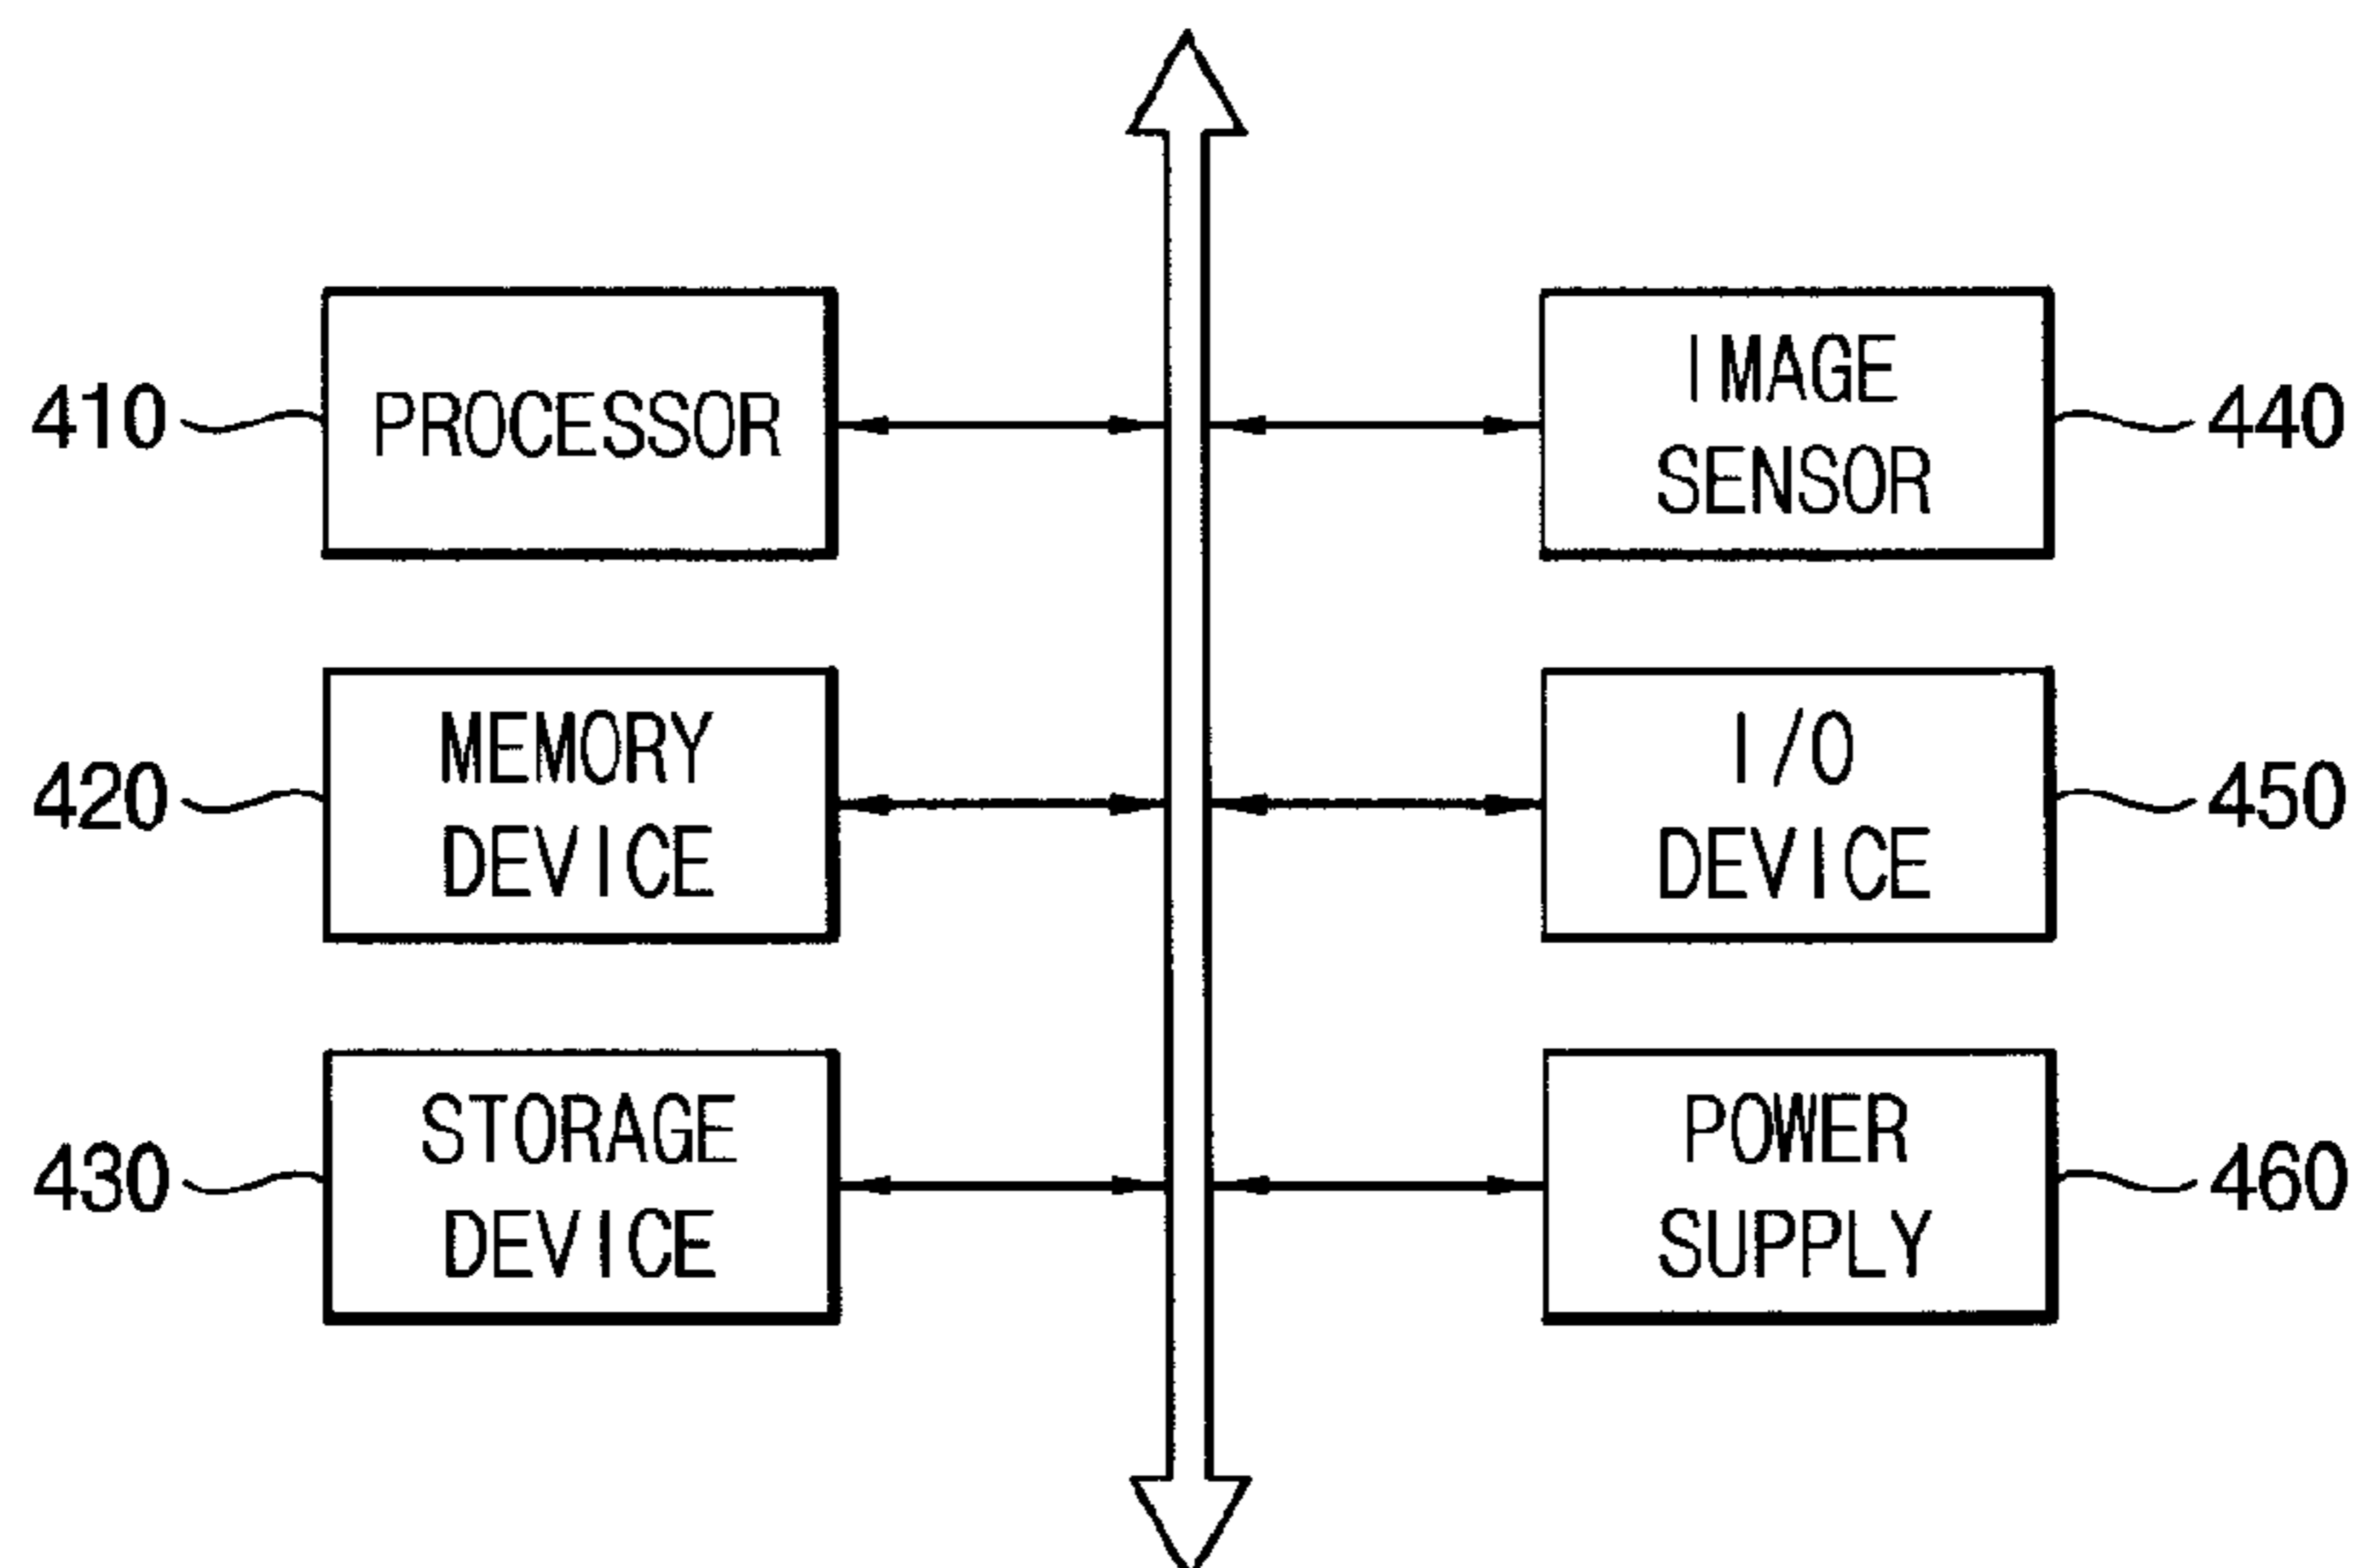 410
PROCESSOR
IMAGE
SENSOR
440
420
MEMORY
DEVICE
I/O
DEVICE
450
430
STORAGE
DEVICE
POWER
SUPPLY
460